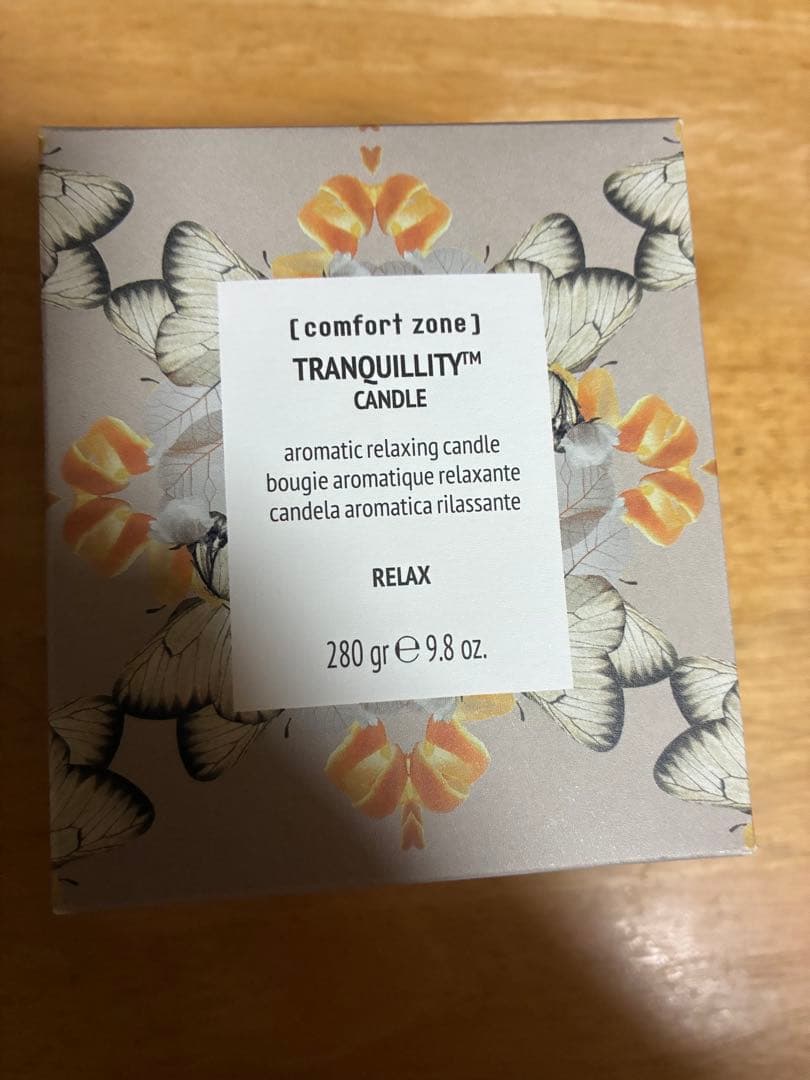 [comfort zone]
TRANQUILLITY™
CANDLE
aromatic relaxing candle
bougie aromatique relaxante
candela aromatica rilassante
RELAX
280 gr ℮ 9.8 oz.